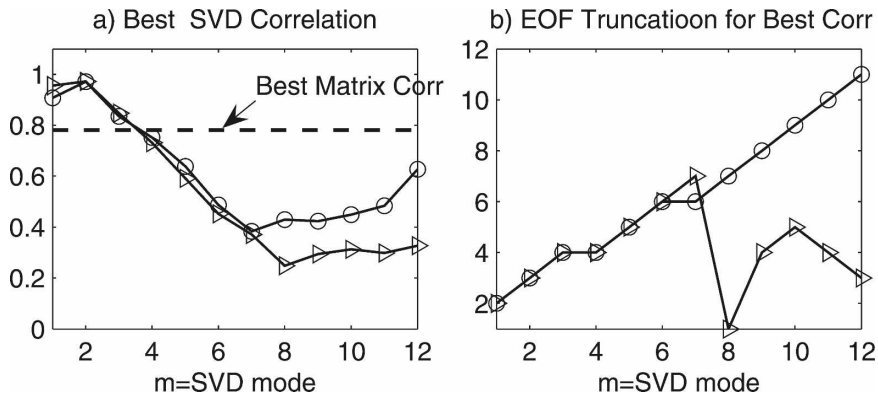 a) Best SVD Correlation
1
0.8
0.6
0.4
0.2
0
2 4 6 8 10 12
m=SVD mode
Best Matrix Corr
b) EOF Truncatioon for Best Corr
12
10
8
6
4
2
2 4 6 8 10 12
m=SVD mode